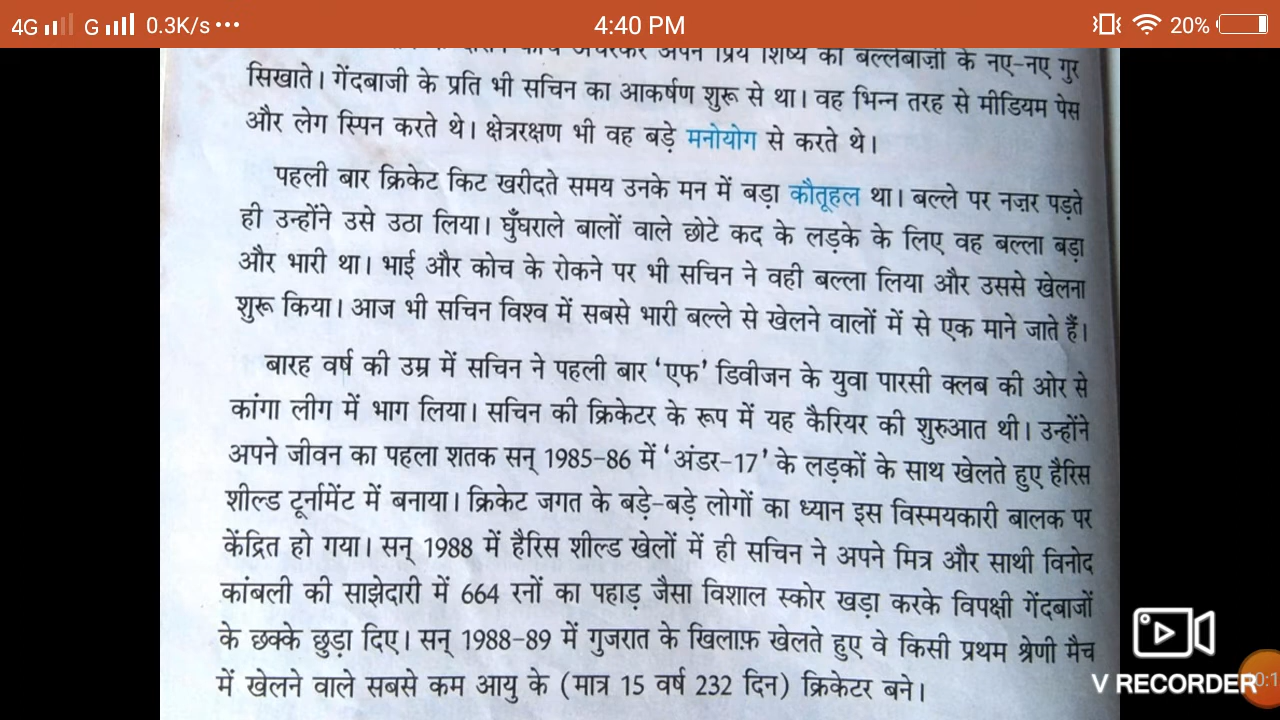 4G G 0.3K/s ••• 4:40 PM 20%
अपने प्रिय शिष्य को बल्लेबाज़ी के नए-नए गुर
सिखाते। गेंदबाजी के प्रति भी सचिन का आकर्षण शुरू से था। वह भिन्न तरह से मीडियम पेस
और लेग स्पिन करते थे। क्षेत्ररक्षण भी वह बड़े मनोयोग से करते थे।
पहली बार क्रिकेट किट खरीदते समय उनके मन में बड़ा कौतूहल था। बल्ले पर नज़र पड़ते
ही उन्होंने उसे उठा लिया। घुँघराले बालों वाले छोटे कद के लड़के के लिए वह बल्ला बड़ा
और भारी था। भाई और कोच के रोकने पर भी सचिन ने वही बल्ला लिया और उससे खेलना
शुरू किया। आज भी सचिन विश्व में सबसे भारी बल्ले से खेलने वालों में से एक माने जाते हैं।
बारह वर्ष की उम्र में सचिन ने पहली बार ‘एफ’ डिवीजन के युवा पारसी क्लब की ओर से
कांगा लीग में भाग लिया। सचिन की क्रिकेटर के रूप में यह कैरियर की शुरुआत थी। उन्होंने
अपने जीवन का पहला शतक सन् 1985-86 में ‘अंडर-17’ के लड़कों के साथ खेलते हुए हैरिस
शील्ड टूर्नामेंट में बनाया। क्रिकेट जगत के बड़े-बड़े लोगों का ध्यान इस विस्मयकारी बालक पर
केंद्रित हो गया। सन् 1988 में हैरिस शील्ड खेलों में ही सचिन ने अपने मित्र और साथी विनोद
कांबली की साझेदारी में 664 रनों का पहाड़ जैसा विशाल स्कोर खड़ा करके विपक्षी गेंदबाजों
के छक्के छुड़ा दिए। सन् 1988-89 में गुजरात के खिलाफ़ खेलते हुए वे किसी प्रथम श्रेणी मैच
में खेलने वाले सबसे कम आयु के (मात्र 15 वर्ष 232 दिन) क्रिकेटर बने।
V RECORDER